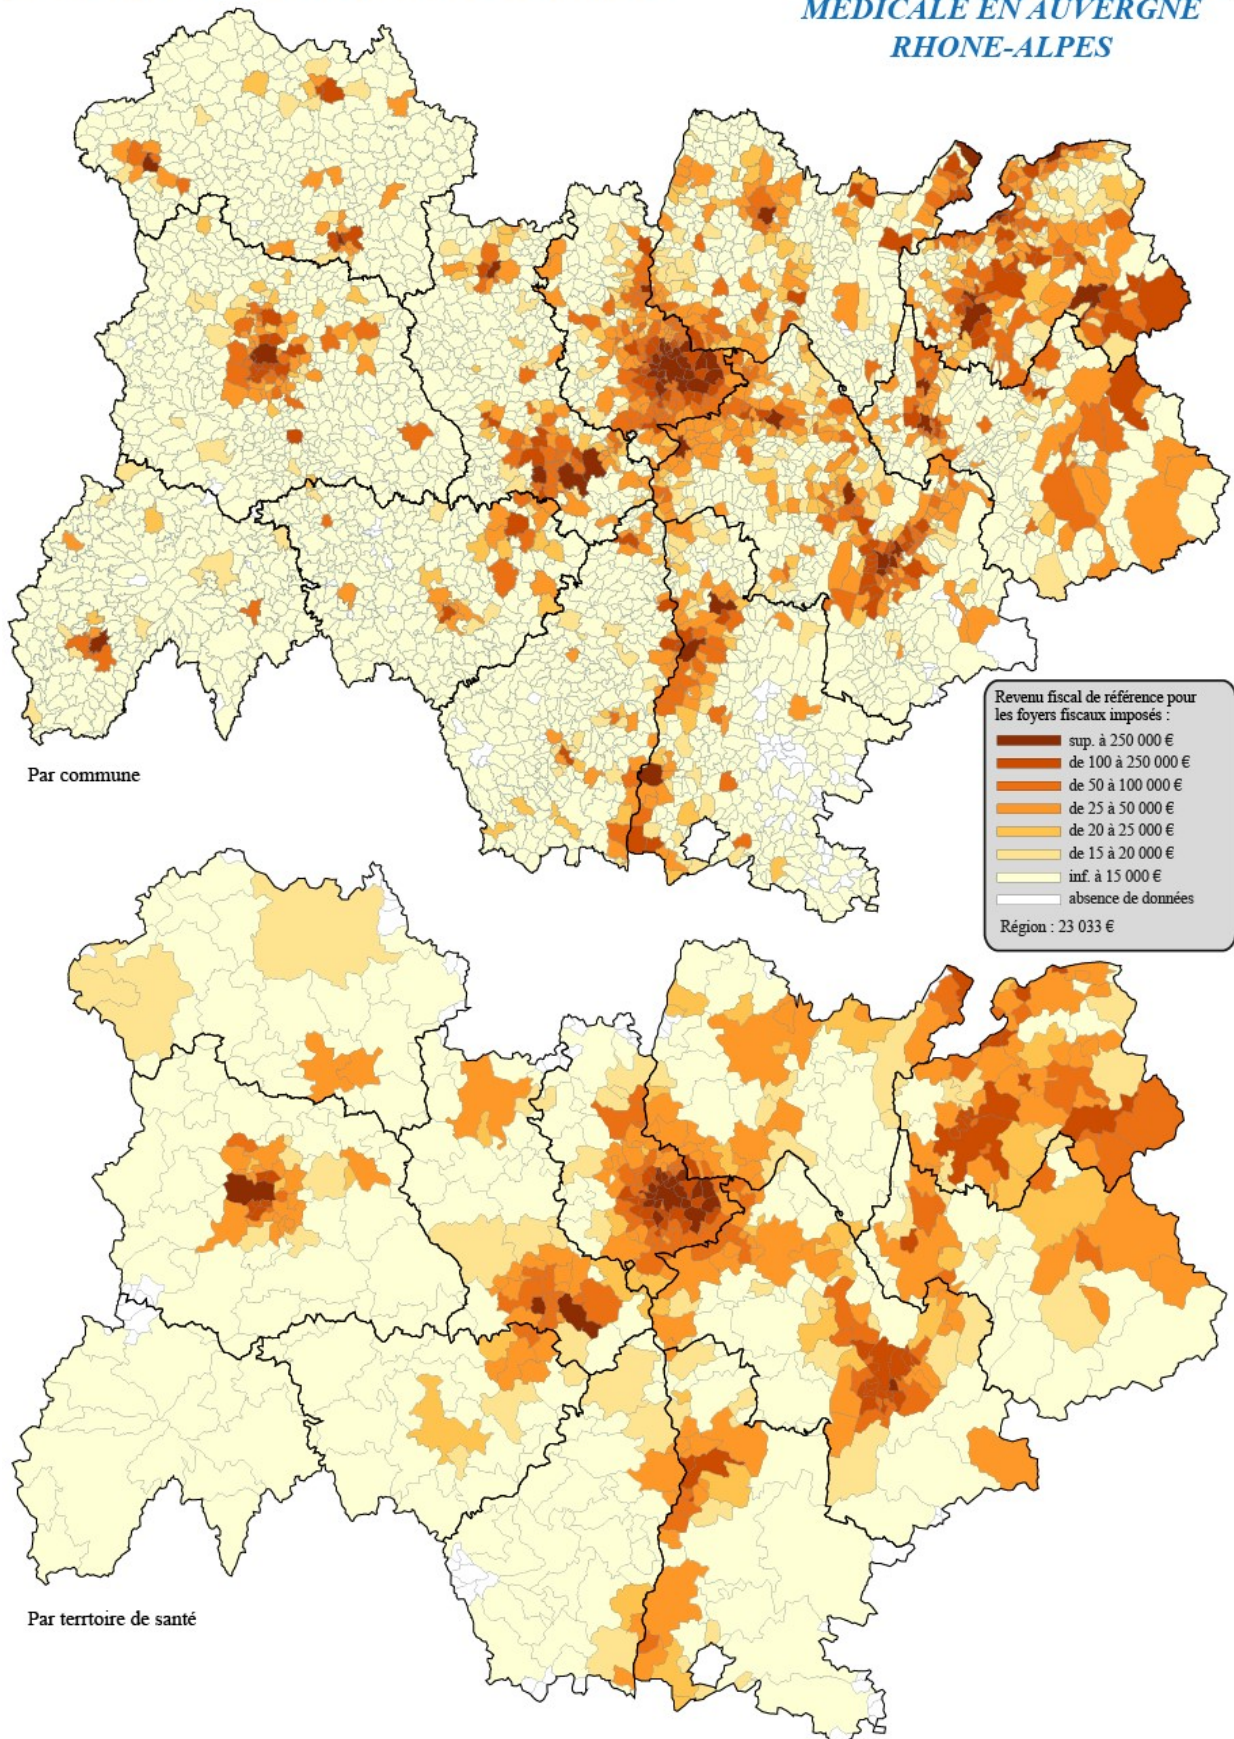 MEDICALE EN AUVERGNE
RHONE-ALPES
Revenu fiscal de référence pour
les foyers fiscaux imposés :
sup. à 250 000 €
de 100 à 250 000 €
de 50 à 100 000 €
de 25 à 50 000 €
de 20 à 25 000 €
de 15 à 20 000 €
inf. à 15 000 €
absence de données
Région : 23 033 €
Par commune
Par terrtoire de santé